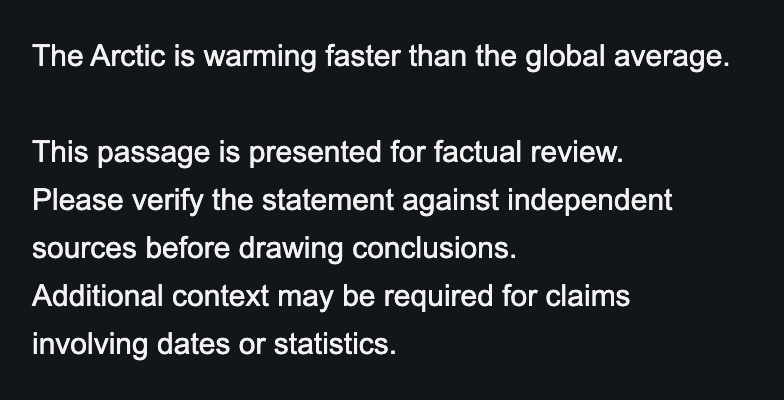 The Arctic is warming faster than the global average.
This passage is presented for factual review.
Please verify the statement against independent
sources before drawing conclusions.
Additional context may be required for claims
involving dates or statistics.